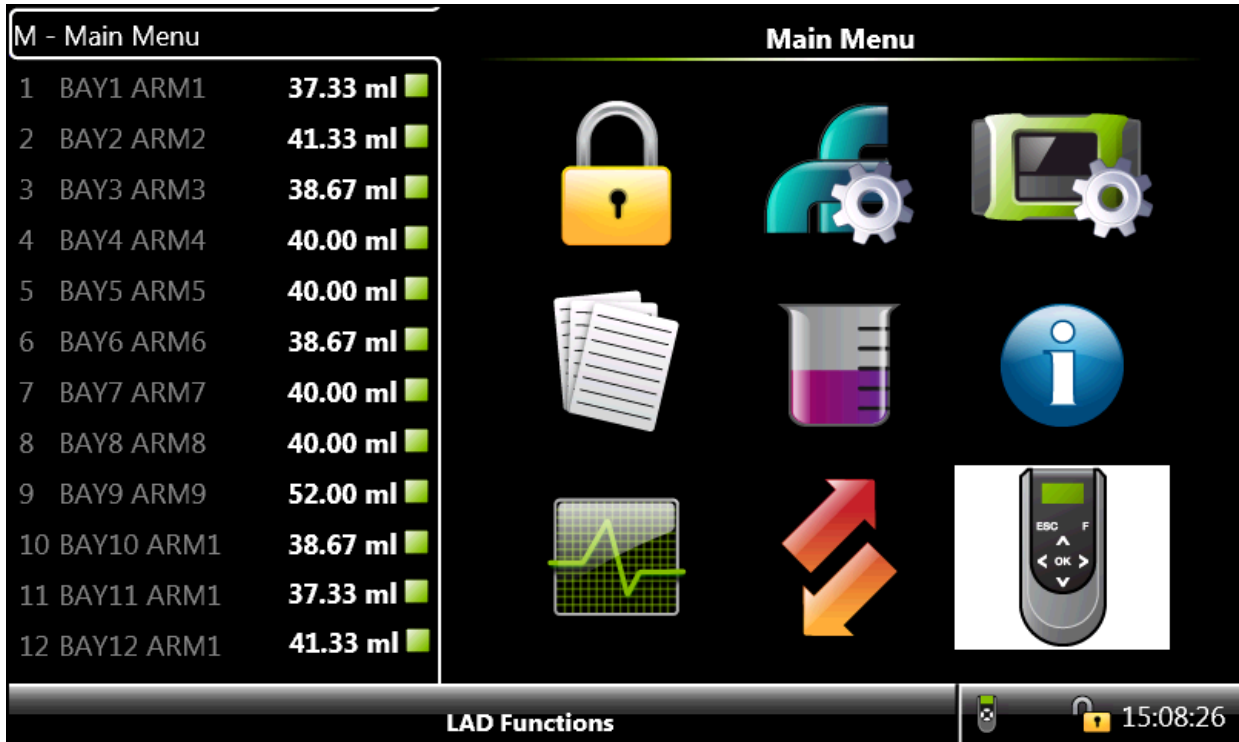 M - Main Menu
1 BAY1 ARM1 37.33 ml
2 BAY2 ARM2 41.33 ml
3 BAY3 ARM3 38.67 ml
4 BAY4 ARM4 40.00 ml
5 BAY5 ARM5 40.00 ml
6 BAY6 ARM6 38.67 ml
7 BAY7 ARM7 40.00 ml
8 BAY8 ARM8 40.00 ml
9 BAY9 ARM9 52.00 ml
10 BAY10 ARM1 38.67 ml
11 BAY11 ARM1 37.33 ml
12 BAY12 ARM1 41.33 ml
Main Menu
ESC F
OK
LAD Functions
15:08:26